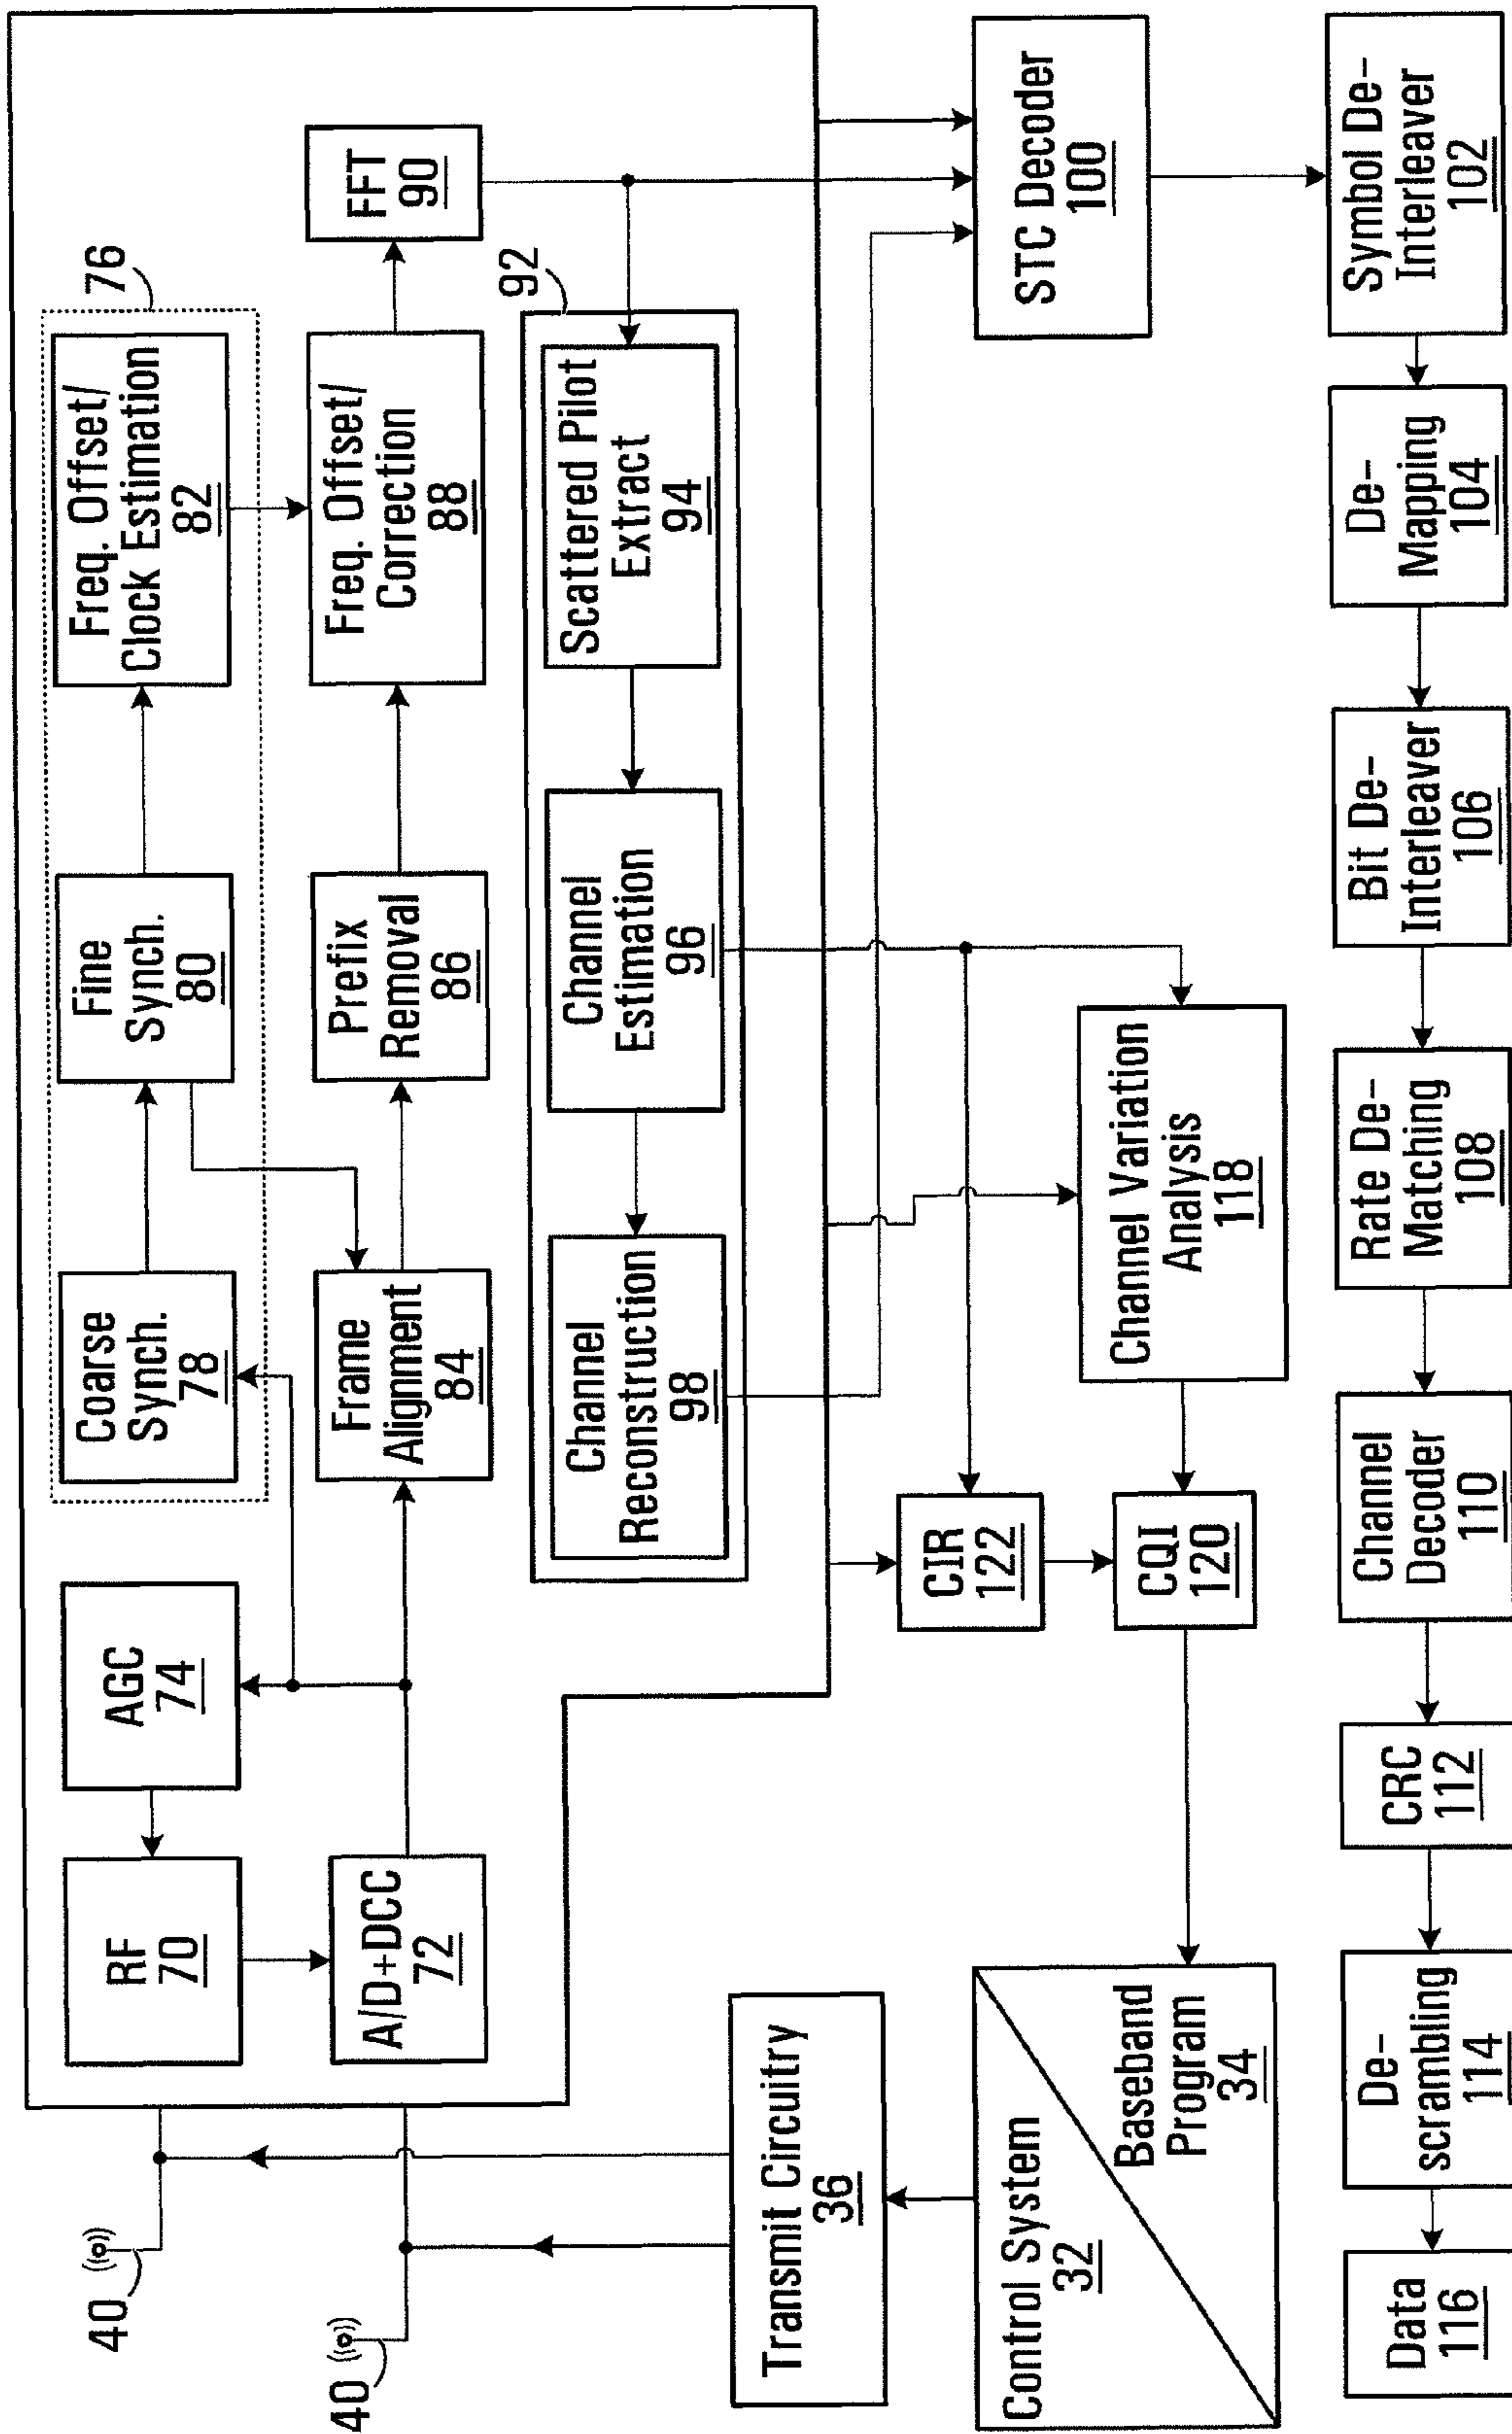 40
40
RF
70
A/D+DCC
72
AGC
74
76
Coarse
Synch.
78
Fine
Synch.
80
Freq. Offset/
Clock Estimation
82
Frame
Alignment
84
Prefix
Removal
86
Freq. Offset/
Correction
88
FFT
90
92
Channel
Reconstruction
98
Channel
Estimation
96
Scattered Pilot
Extract
94
Transmit Circuitry
36
Control System
32
Baseband
Program
34
CIR
122
CQI
120
Channel Variation
Analysis
118
STC Decoder
100
Data
116
De-
scrambling
114
CRC
112
Channel
Decoder
110
Rate De-
Matching
108
Bit De-
Interleaver
106
De-
Mapping
104
Symbol De-
Interleaver
102